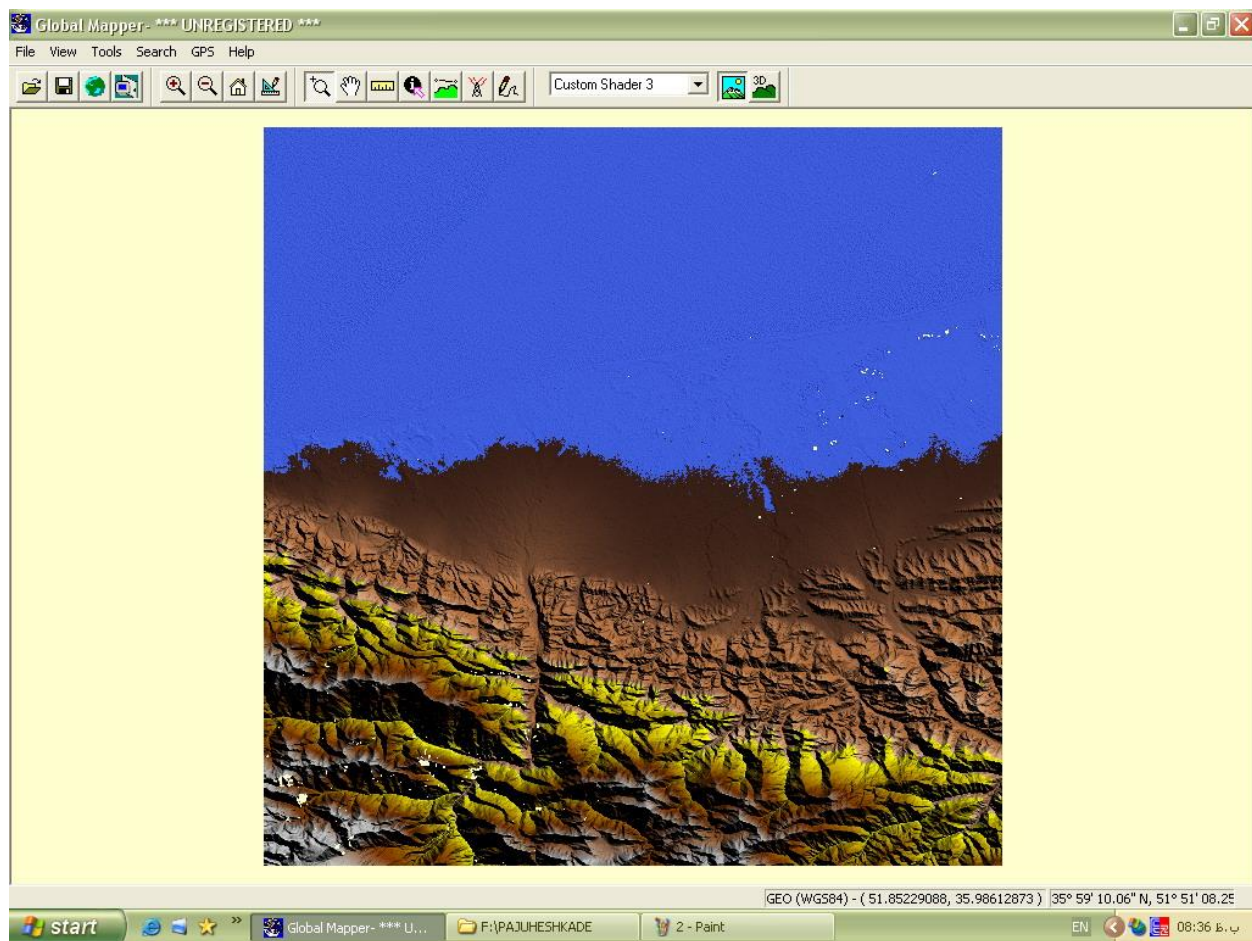 Global Mapper - *** UNREGISTERED ***
File View Tools Search GPS Help
Custom Shader 3
3D
GEO (WGS84) - ( 51.85229088, 35.98612873 ) 35° 59' 10.06" N, 51° 51' 08.25
start
Global Mapper - *** U...
F:\PAJUHESHKADE
2 - Paint
EN
08:36 ب.ظ